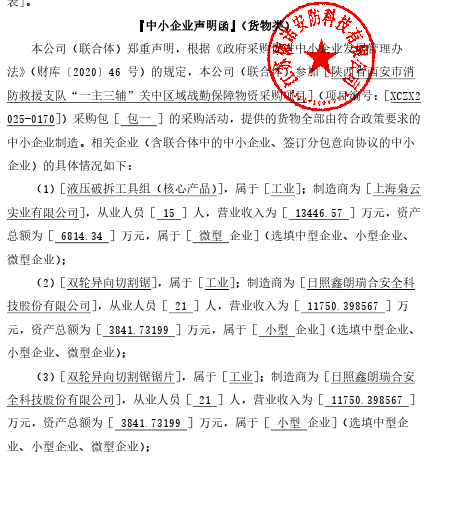 表。
『中小企业声明函』（货物类）
本公司（联合体）郑重声明，根据《政府采购促进中小企业发展管理办
法》（财库〔2020〕46 号）的规定，本公司（联合体）参加［陕西省西安市消
防救援支队“一主三辅”关中区域战勤保障物资采购项目］（项目编号：［XCZX2
025-0170］）采购包［ 包一 ］的采购活动，提供的货物全部由符合政策要求的
中小企业制造。相关企业（含联合体中的中小企业、签订分包意向协议的中小
企业）的具体情况如下：
（1）［液压破拆工具组（核心产品）］，属于［工业］；制造商为［上海枭云
实业有限公司］，从业人员［ 15 ］人，营业收入为［ 13446.57 ］万元，资产
总额为［ 6814.34 ］万元，属于［ 微型 企业］（选填中型企业、小型企业、
微型企业）；
（2）［双轮异向切割锯］，属于［工业］；制造商为［日照鑫朗瑞合安全科
技股份有限公司］，从业人员［ 21 ］人，营业收入为［ 11750.398567 ］万
元，资产总额为［ 3841.73199 ］万元，属于［ 小型 企业］（选填中型企业、
小型企业、微型企业）；
（3）［双轮异向切割锯锯片］，属于［工业］；制造商为［日照鑫朗瑞合安
全科技股份有限公司］，从业人员［ 21 ］人，营业收入为［ 11750.398567 ］
万元，资产总额为［ 3841.73199 ］万元，属于［ 小型 企业］（选填中型企
业、小型企业、微型企业）；